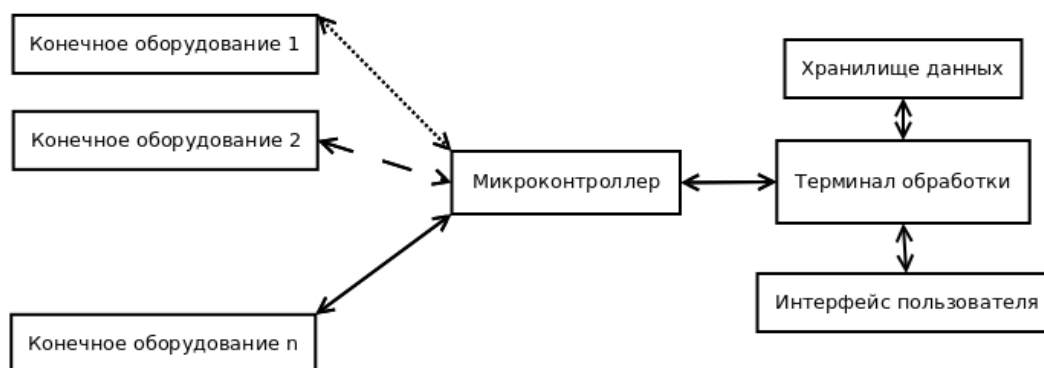 Конечное оборудование 1
Конечное оборудование 2
Конечное оборудование n
Микроконтроллер
Хранилище данных
Терминал обработки
Интерфейс пользователя